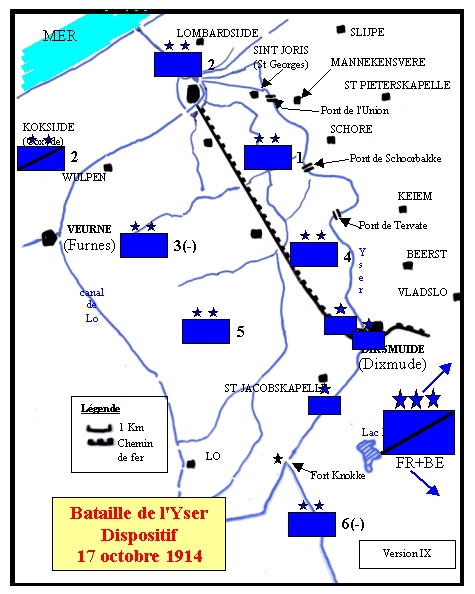 MER
LOMBARDSIJDE
SLIJPE
SINT JORIS
(St Georges)
2
MANNEKENSVERE
ST PIETERSKAPELLE
Pont de l'Union
KOKSIJDE
2
SCHORE
1
Pont de Schoorbakke
WULPEN
KEIEM
VEURNE
(Furnes)
3(-)
Pont de Tervate
4
Yser
BEERST
canal
de
Lo
VLADSLO
5
DIKSMUIDE
(Dixmude)
ST JACOBSKAPELLE
Légende
1 Km
Chemin
de fer
Lac
FR+BE
LO
Fort Knokke
Bataille de l'Yser
Dispositif
17 octobre 1914
6(-)
Version IX